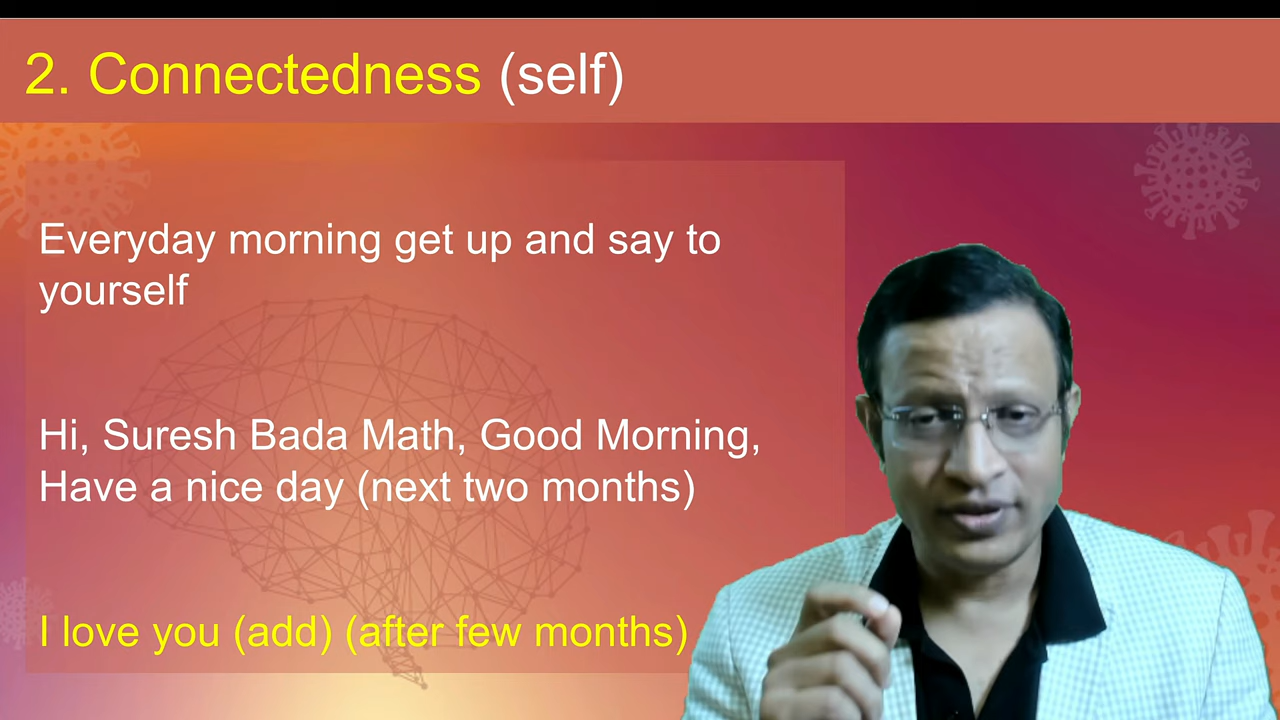 2. Connectedness (self)
Everyday morning get up and say to
yourself
Hi, Suresh Bada Math, Good Morning,
Have a nice day (next two months)
I love you (add) (after few months)